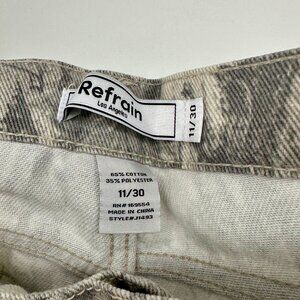 Refrain
Los Angeles
11/30
65% COTTON
35% POLYESTER
11/30
RN# 169554
MADE IN CHINA
STYLE#J1493